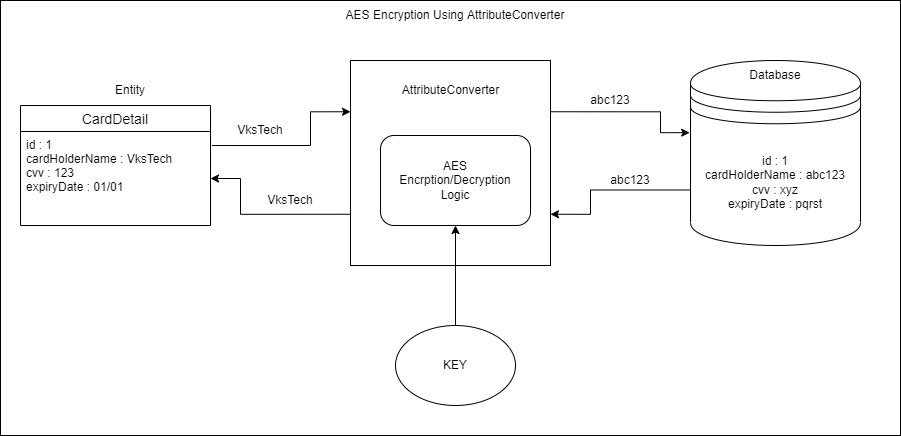 AES Encryption Using AttributeConverter
Entity
CardDetail
id : 1
cardHolderName : VksTech
cvv : 123
expiryDate : 01/01
VksTech
VksTech
AttributeConverter
AES
Encrption/Decryption
Logic
KEY
abc123
abc123
Database
id : 1
cardHolderName : abc123
cvv : xyz
expiryDate : pqrst